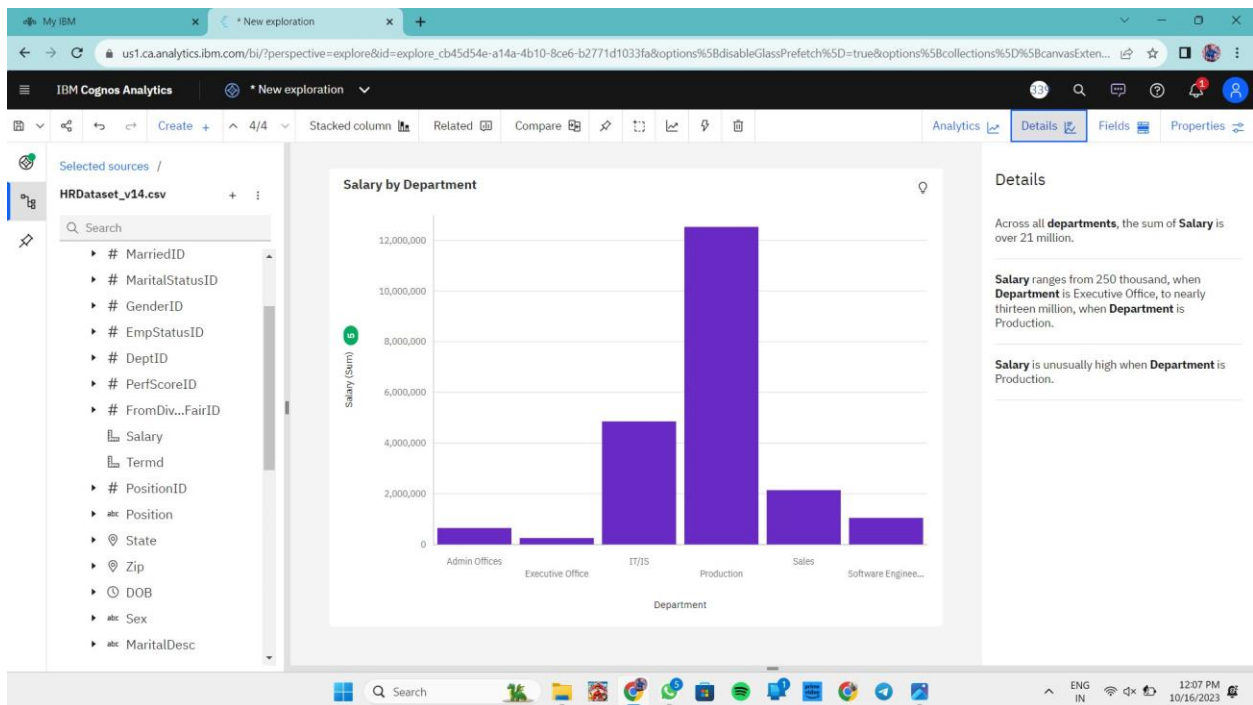 My IBM
* New exploration
us1.ca.analytics.ibm.com/bi/?perspective=explore&id=explore_cb45d54e-a14a-4b10-8ce6-b2771d1033fa&options%5BdisableGlassPrefetch%5D=true&options%5Bcollections%5D%5BcanvasExten...
IBM Cognos Analytics
* New exploration
339
1
Create +
4/4
Stacked column
Related
Compare
Analytics
Details
Fields
Properties
Selected sources /
HRDataset_v14.csv
Search
# MarriedID
# MaritalStatusID
# GenderID
# EmpStatusID
# DeptID
# PerfScoreID
# FromDiv...FairID
Salary
Termd
# PositionID
abc Position
State
Zip
DOB
abc Sex
abc MaritalDesc
Salary by Department
12,000,000
10,000,000
8,000,000
6,000,000
4,000,000
2,000,000
0
Salary (Sum)
5
Admin Offices
Executive Office
IT/IS
Production
Sales
Software Enginee...
Department
Details
Across all departments, the sum of Salary is
over 21 million.
Salary ranges from 250 thousand, when
Department is Executive Office, to nearly
thirteen million, when Department is
Production.
Salary is unusually high when Department is
Production.
Search
5
ENG
IN
12:07 PM
10/16/2023